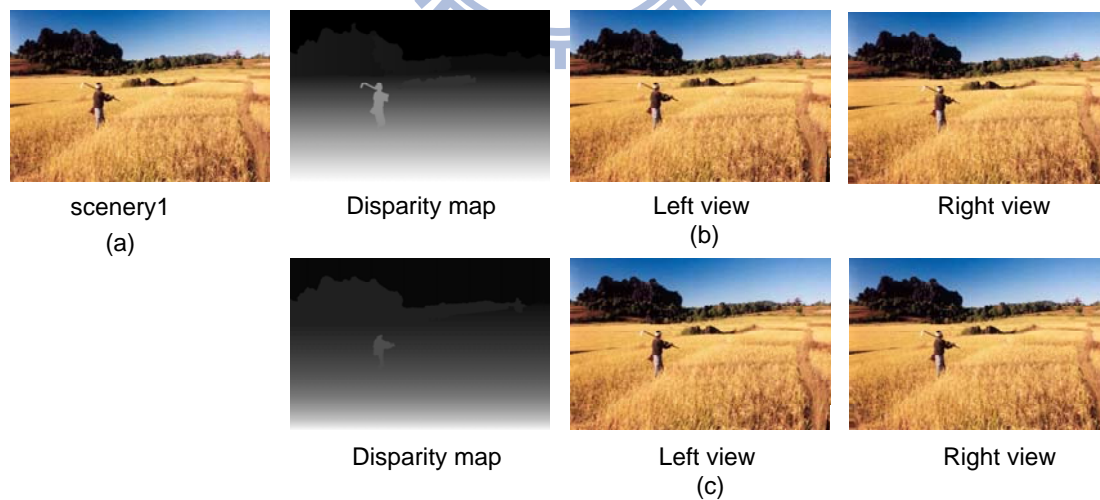 scenery1
Disparity map
Left view
Right view
(a)
(b)
Disparity map
Left view
Right view
(c)